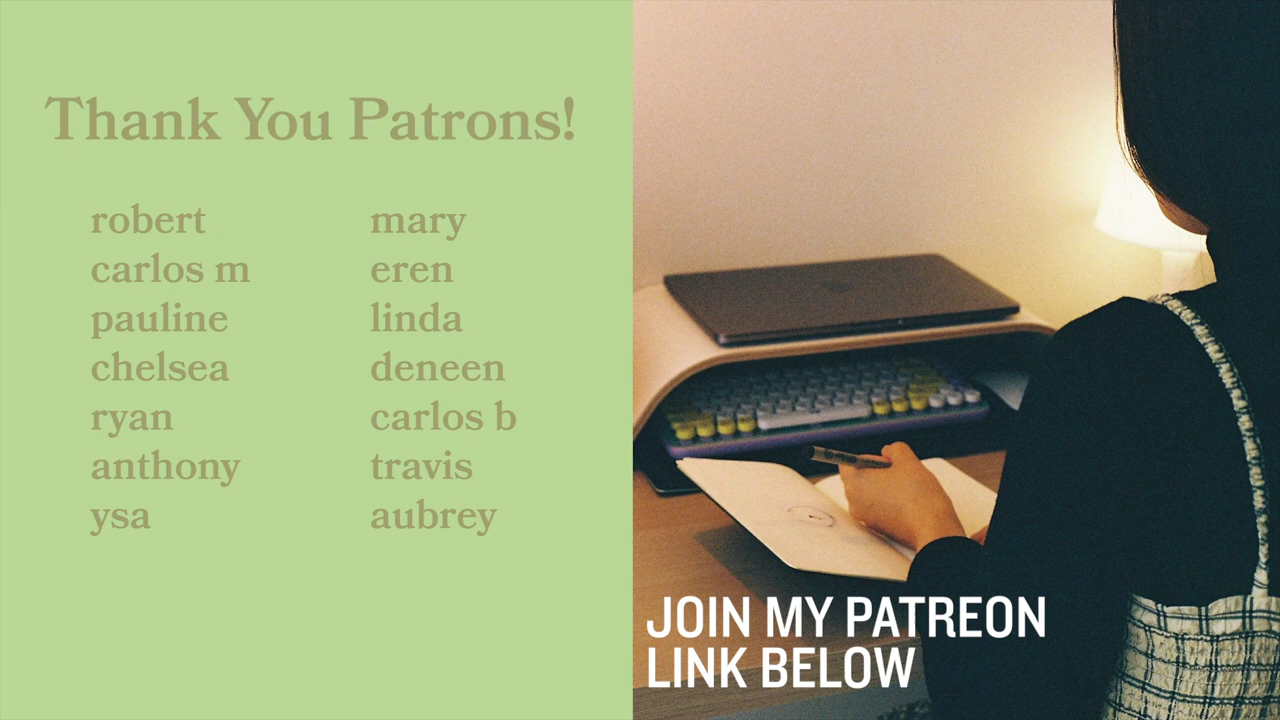 Thank You Patrons!
robert
carlos m
pauline
chelsea
ryan
anthony
ysa
mary
eren
linda
deneen
carlos b
travis
aubrey
JOIN MY PATREON
LINK BELOW